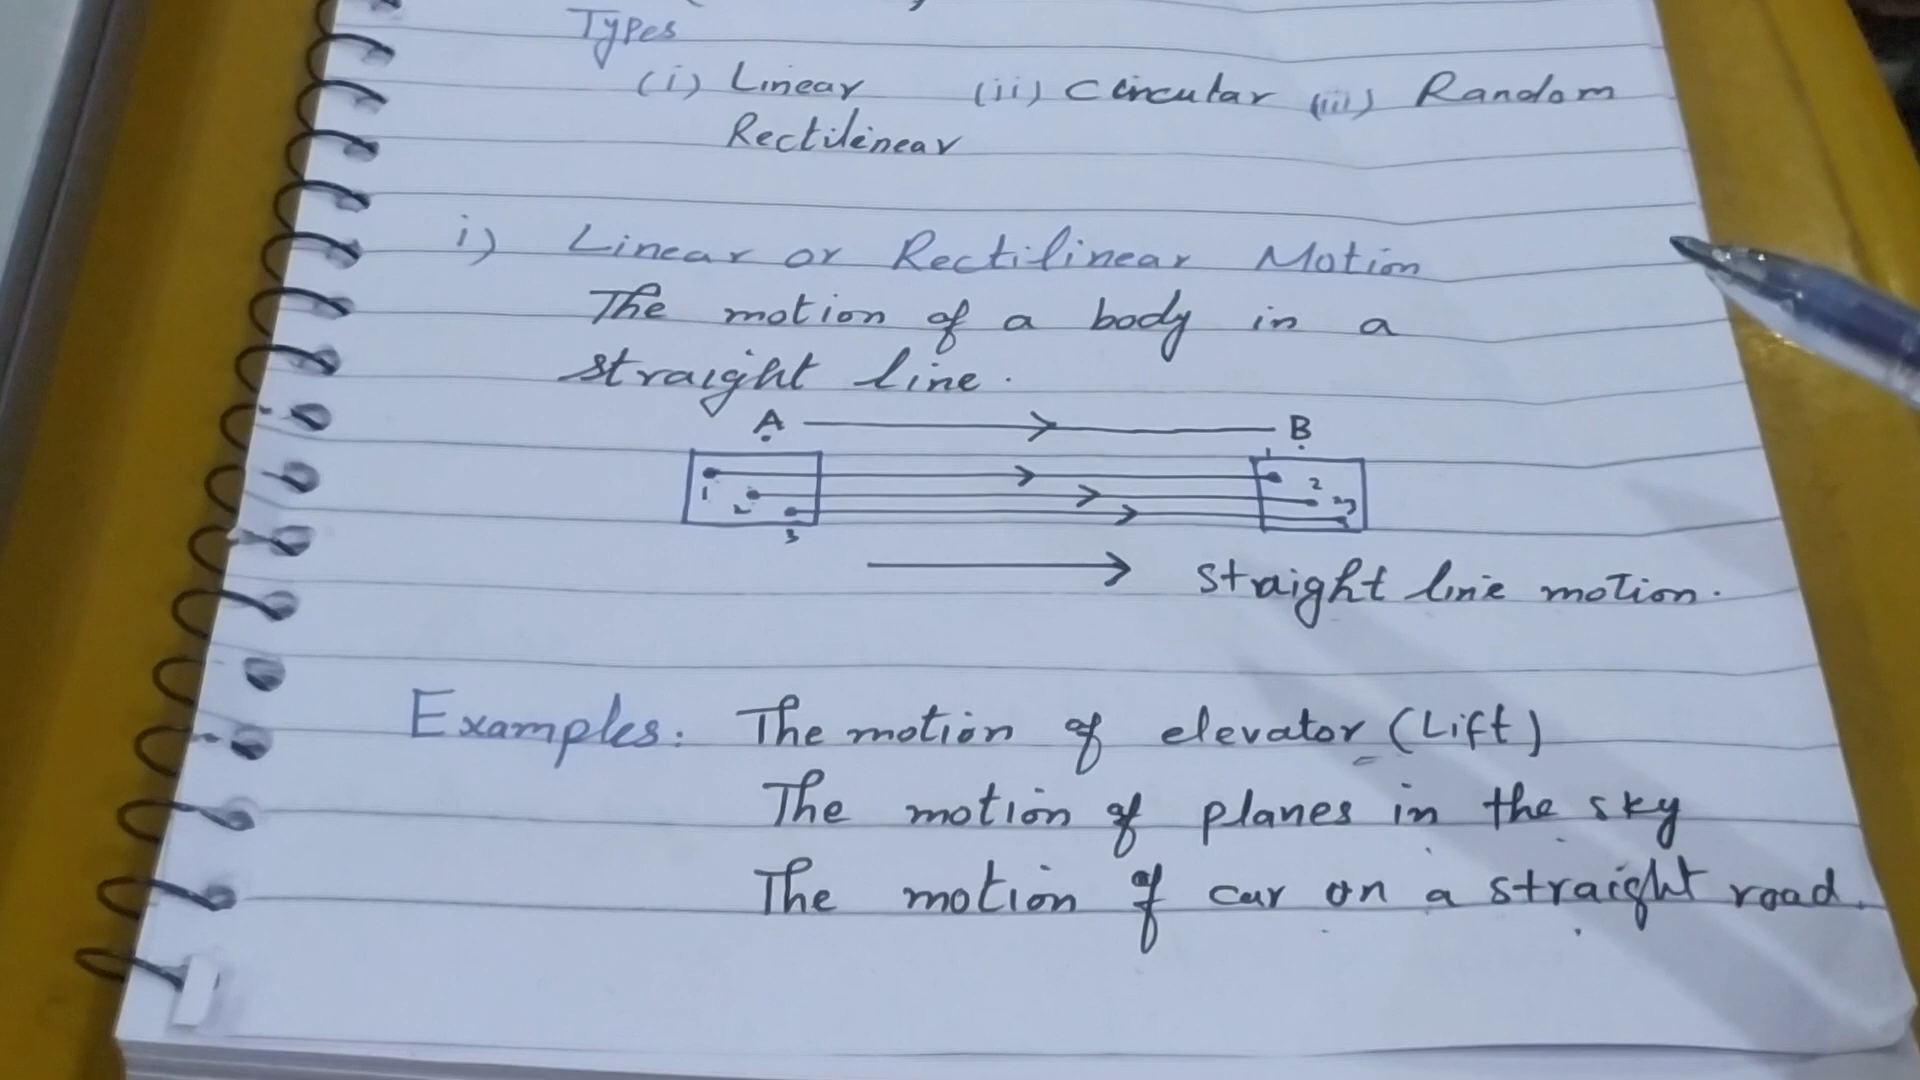 Types
(i) Linear (ii) Circular (iii) Random
Rectilinear
i) Linear or Rectilinear Motion
The motion of a body in a
straight line.
A B
1 2 3 1 2 3
straight line motion.
Examples: The motion of elevator (Lift)
The motion of planes in the sky
The motion of car on a straight road.